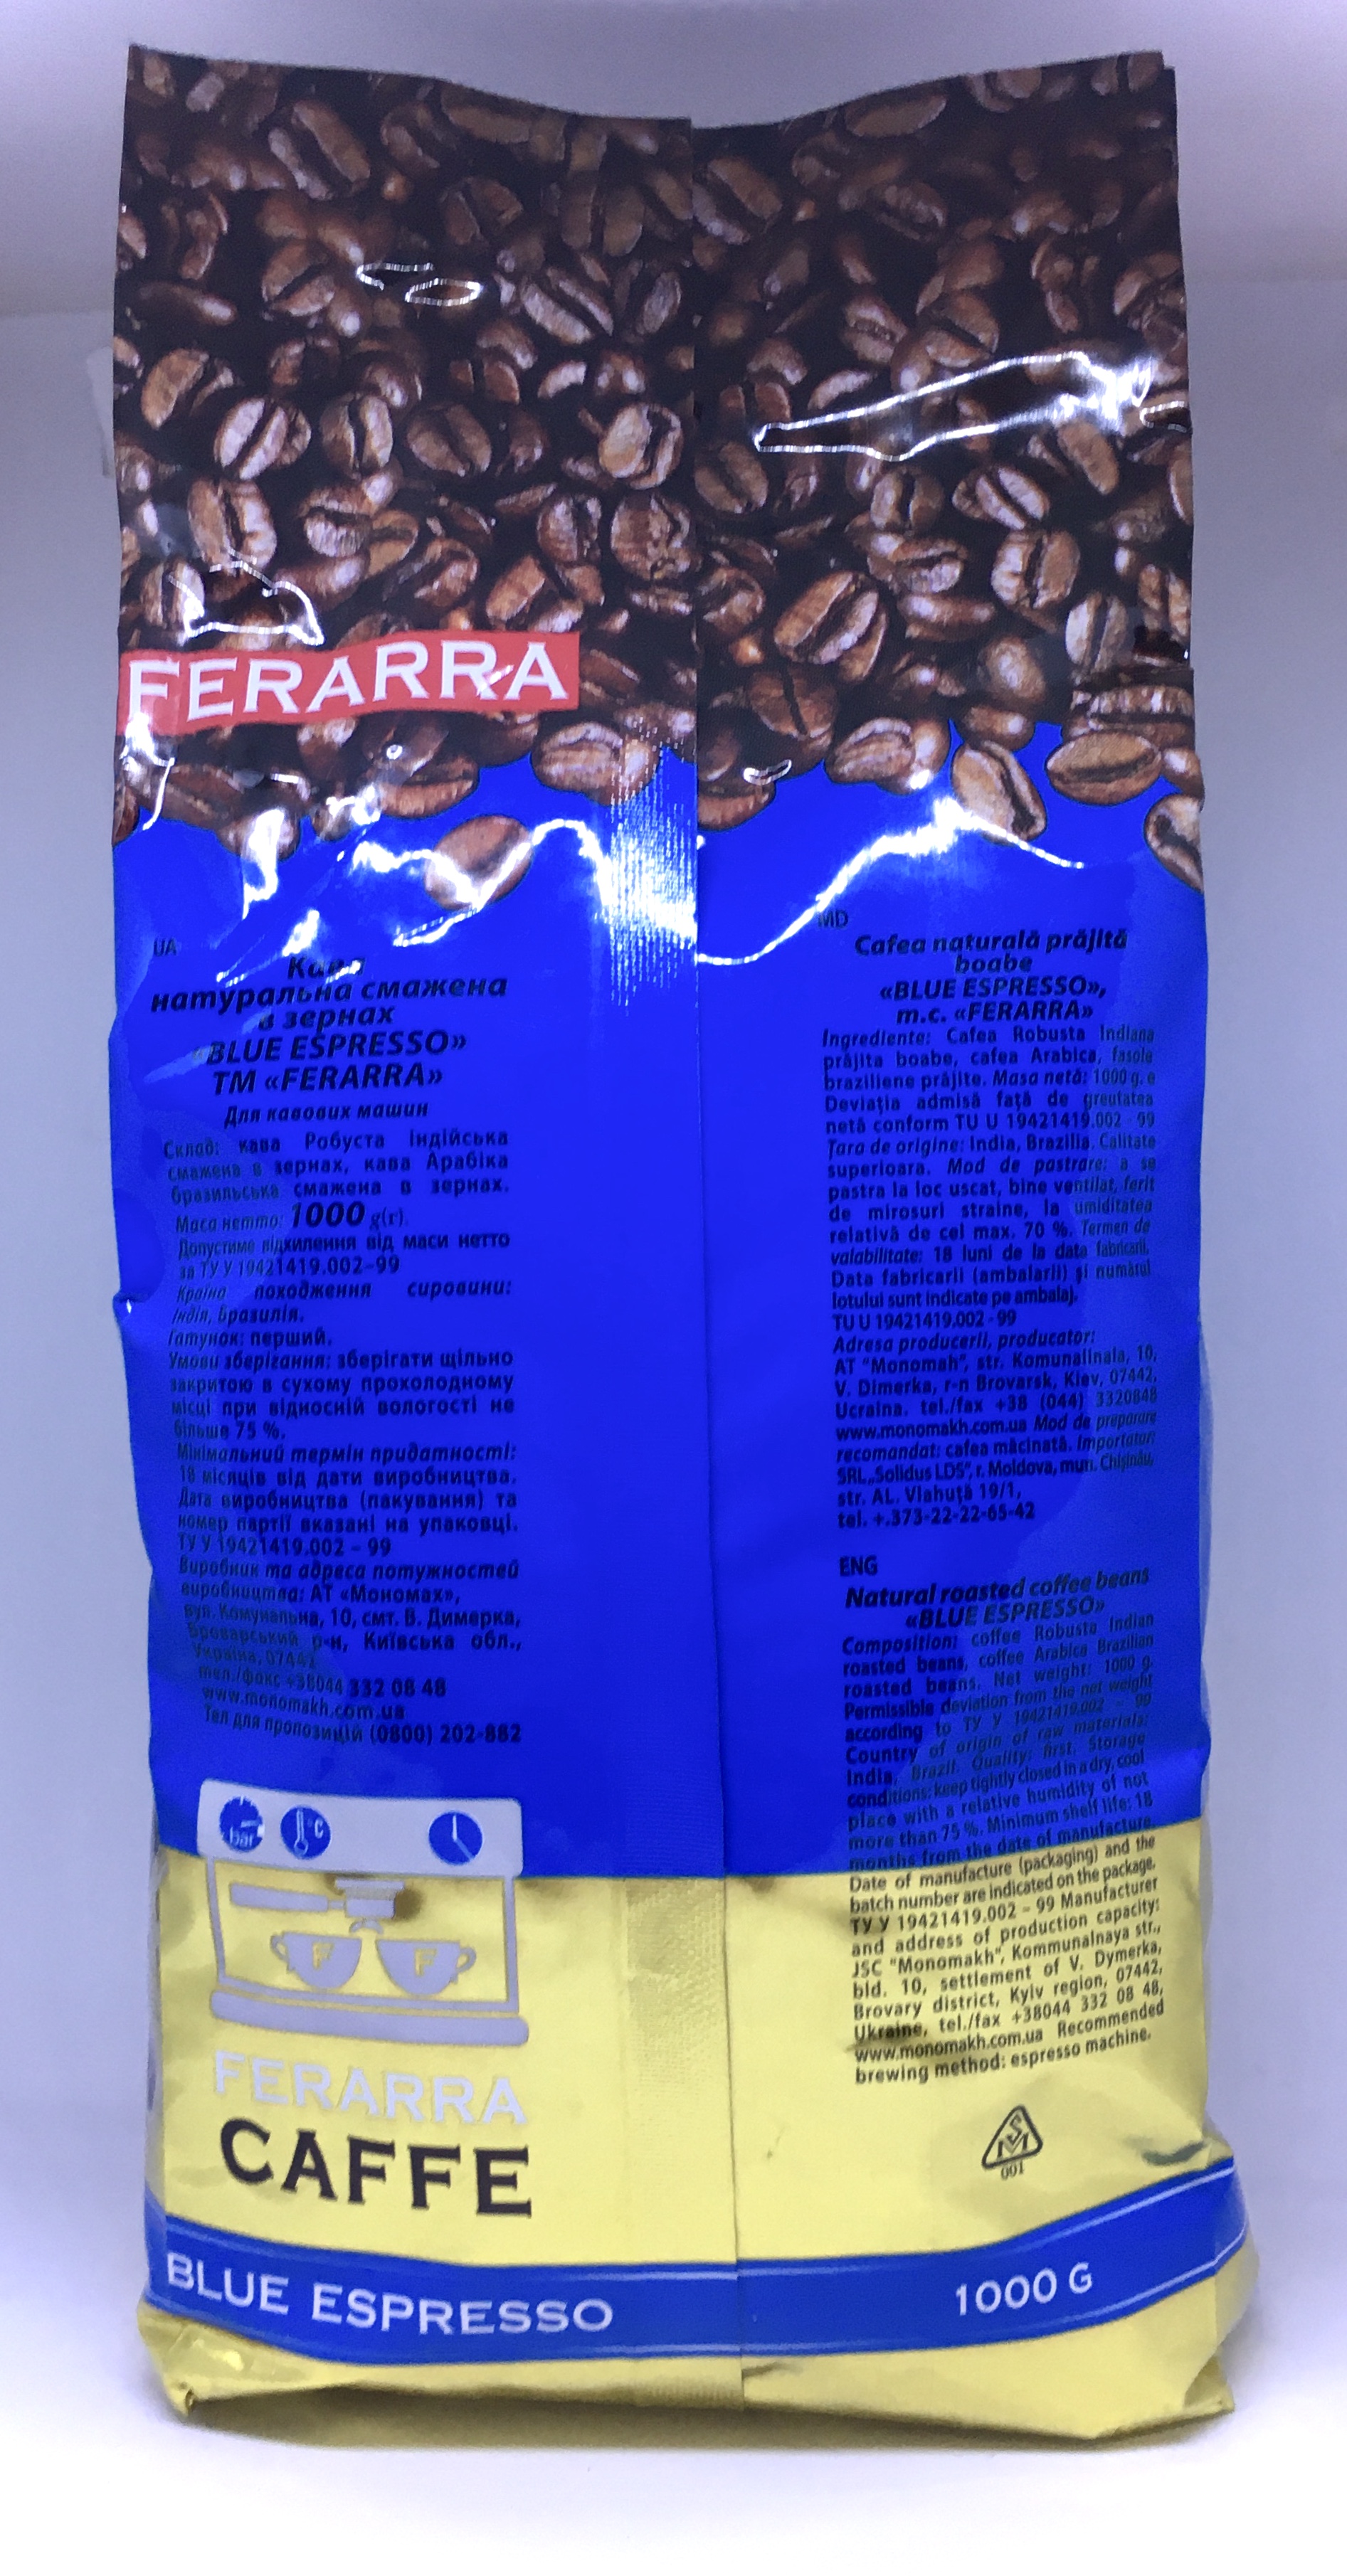 FERARRA
UA
Кава
натуральна смажена
в зернах
«BLUE ESPRESSO»
ТМ «FERARRA»
Для кавових машин
Склад: кава Робуста Індійська
смажена в зернах, кава Арабіка
бразильська смажена в зернах.
Маса нетто: 1000 g(г).
Допустиме відхилення від маси нетто
за ТУ У 19421419.002-99
Країна походження сировини:
Індія, Бразилія.
Ґатунок: перший.
Умови зберігання: зберігати щільно
закритою в сухому прохолодному
місці при відносній вологості не
більше 75 %.
Мінімальний термін придатності:
18 місяців від дати виробництва.
Дата виробництва (пакування) та
номер партії вказані на упаковці.
ТУ У 19421419.002 - 99
Виробник та адреса потужностей
виробництва: АТ «Мономах»,
вул. Комунальна, 10, смт. В. Димерка,
Броварський р-н, Київська обл.,
Україна, 07442
тел./факс +38044 332 08 48
www.monomakh.com.ua
Тел для пропозицій (0800) 202-882
bar
°C
F F
FERARRA
CAFFE
BLUE ESPRESSO
MD
Cafea naturală prăjită
boabe
«BLUE ESPRESSO»,
m.c. «FERARRA»
Ingrediente: Cafea Robusta Indiana
prăjita boabe, cafea Arabica, fasole
braziliene prăjite. Masa netă: 1000 g. e
Deviația admisă față de greutatea
netă conform TU U 19421419.002 - 99
Țara de origine: India, Brazilia. Calitate
superioara. Mod de pastrare: a se
pastra la loc uscat, bine ventilat, ferit
de mirosuri straine, la umiditatea
relativă de cel max. 70 %. Termen de
valabilitate: 18 luni de la data fabricarii.
Data fabricarii (ambalarii) și numărul
lotului sunt indicate pe ambalaj.
TU U 19421419.002 - 99
Adresa producerii, producator:
AT "Monomah", str. Komunalinala, 10,
V. Dimerka, r-n Brovarsk, Kiev, 07442,
Ucraina. tel./fax +38 (044) 3320848
www.monomakh.com.ua Mod de preparare
recomandat: cafea măcinată. Importator:
SRL „Solidus LDS", r. Moldova, mun. Chișinău,
str. AL. Vlahuță 19/1,
tel. +.373-22-22-65-42
ENG
Natural roasted coffee beans
«BLUE ESPRESSO»
Composition: coffee Robusta Indian
roasted beans, coffee Arabica Brazilian
roasted beans. Net weight: 1000 g.
Permissible deviation from the net weight
according to ТУ У 19421419.002 - 99
Country of origin of raw materials:
India, Brazil. Quality: first. Storage
conditions: keep tightly closed in a dry, cool
place with a relative humidity of not
more than 75 %. Minimum shelf life: 18
months from the date of manufacture.
Date of manufacture (packaging) and the
batch number are indicated on the package.
ТУ У 19421419.002 - 99 Manufacturer
and address of production capacity:
JSC "Monomakh", Kommunalnaya str.,
bld. 10, settlement of V. Dymerka,
Brovary district, Kyiv region, 07442,
Ukraine, tel./fax +38044 332 08 48,
www.monomakh.com.ua Recommended
brewing method: espresso machine.
SM
001
1000 G